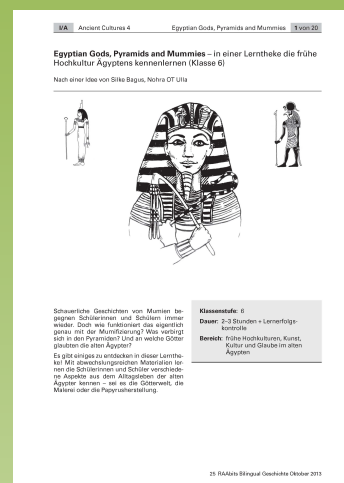 I/A Ancient Cultures 4 Egyptian Gods, Pyramids and Mummies 1 von 20
Egyptian Gods, Pyramids and Mummies – in einer Lerntheke die frühe
Hochkultur Ägyptens kennenlernen (Klasse 6)
Nach einer Idee von Silke Bagus, Nohra OT Ulla
Schauerliche Geschichten von Mumien be-
gegnen Schülerinnen und Schülern immer
wieder. Doch wie funktioniert das eigentlich
genau mit der Mumifizierung? Was verbirgt
sich in den Pyramiden? Und an welche Götter
glaubten die alten Ägypter?
Es gibt einiges zu entdecken in dieser Lernthe-
ke! Mit abwechslungsreichen Materialien ler-
nen die Schülerinnen und Schüler verschiede-
ne Aspekte aus dem Alltagsleben der alten
Ägypter kennen – sei es die Götterwelt, die
Malerei oder die Papyrusherstellung.
Klassenstufe: 6
Dauer: 2–3 Stunden + Lernerfolgs-
kontrolle
Bereich: frühe Hochkulturen, Kunst,
Kultur und Glaube im alten
Ägypten
25 RAAbits Bilingual Geschichte Oktober 2013